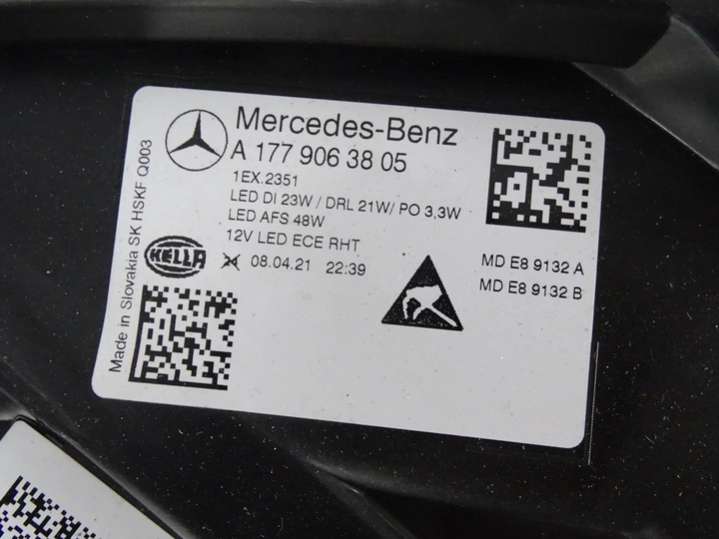 Mercedes-Benz
A 177 906 38 05
1EX.2351
LED DI 23W / DRL 21W/ PO 3,3W
LED AFS 48W
12V LED ECE RHT
HELLA
08.04.21 22:39
MD E8 9132 A
MD E8 9132 B
Made in Slovakia SK HSKF Q003